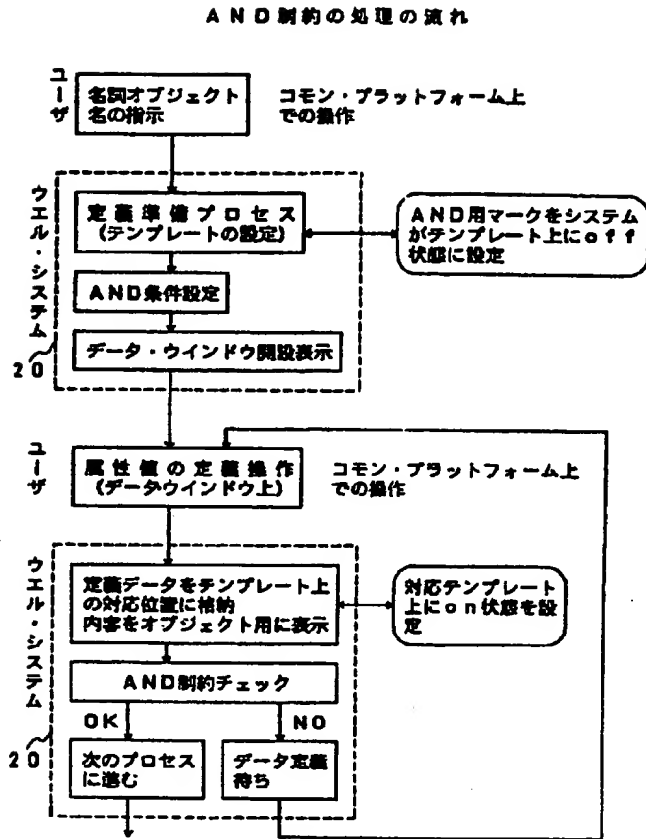 AND制約の処理の流れ
ユーザ
名詞オブジェクト
名の指示
コモン・プラットフォーム上
での操作
ウエル・システム
20
定義準備プロセス
(テンプレートの設定)
AND用マークをシステム
がテンプレート上にoff
状態に設定
AND条件設定
データ・ウインドウ開設表示
ユーザ
属性値の定義操作
(データウインドウ上)
コモン・プラットフォーム上
での操作
ウエル・システム
20
定義データをテンプレート上
の対応位置に格納
内容をオブジェクト用に表示
対応テンプレート
上にon状態を設
定
AND制約チェック
OK
NO
次のプロセス
に進む
データ定義
待ち